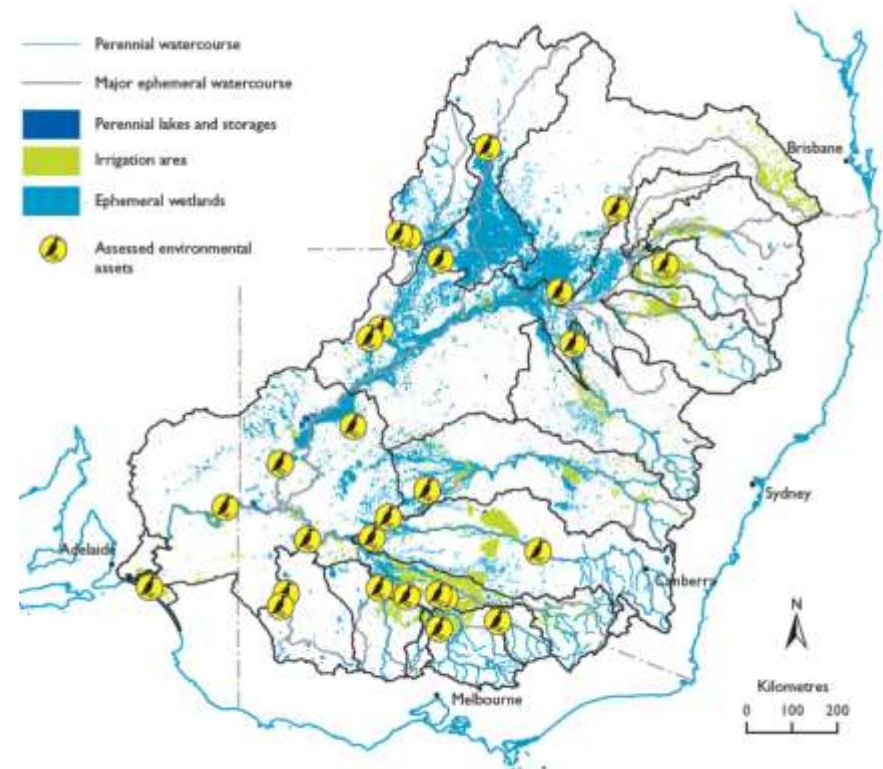 Perennial watercourse
Major ephemeral watercourse
Perennial lakes and storages
Irrigation area
Ephemeral wetlands
Assessed environmental
assets
Brisbane
Sydney
Adelaide
Canberra
Melbourne
N
Kilometres
0 100 200